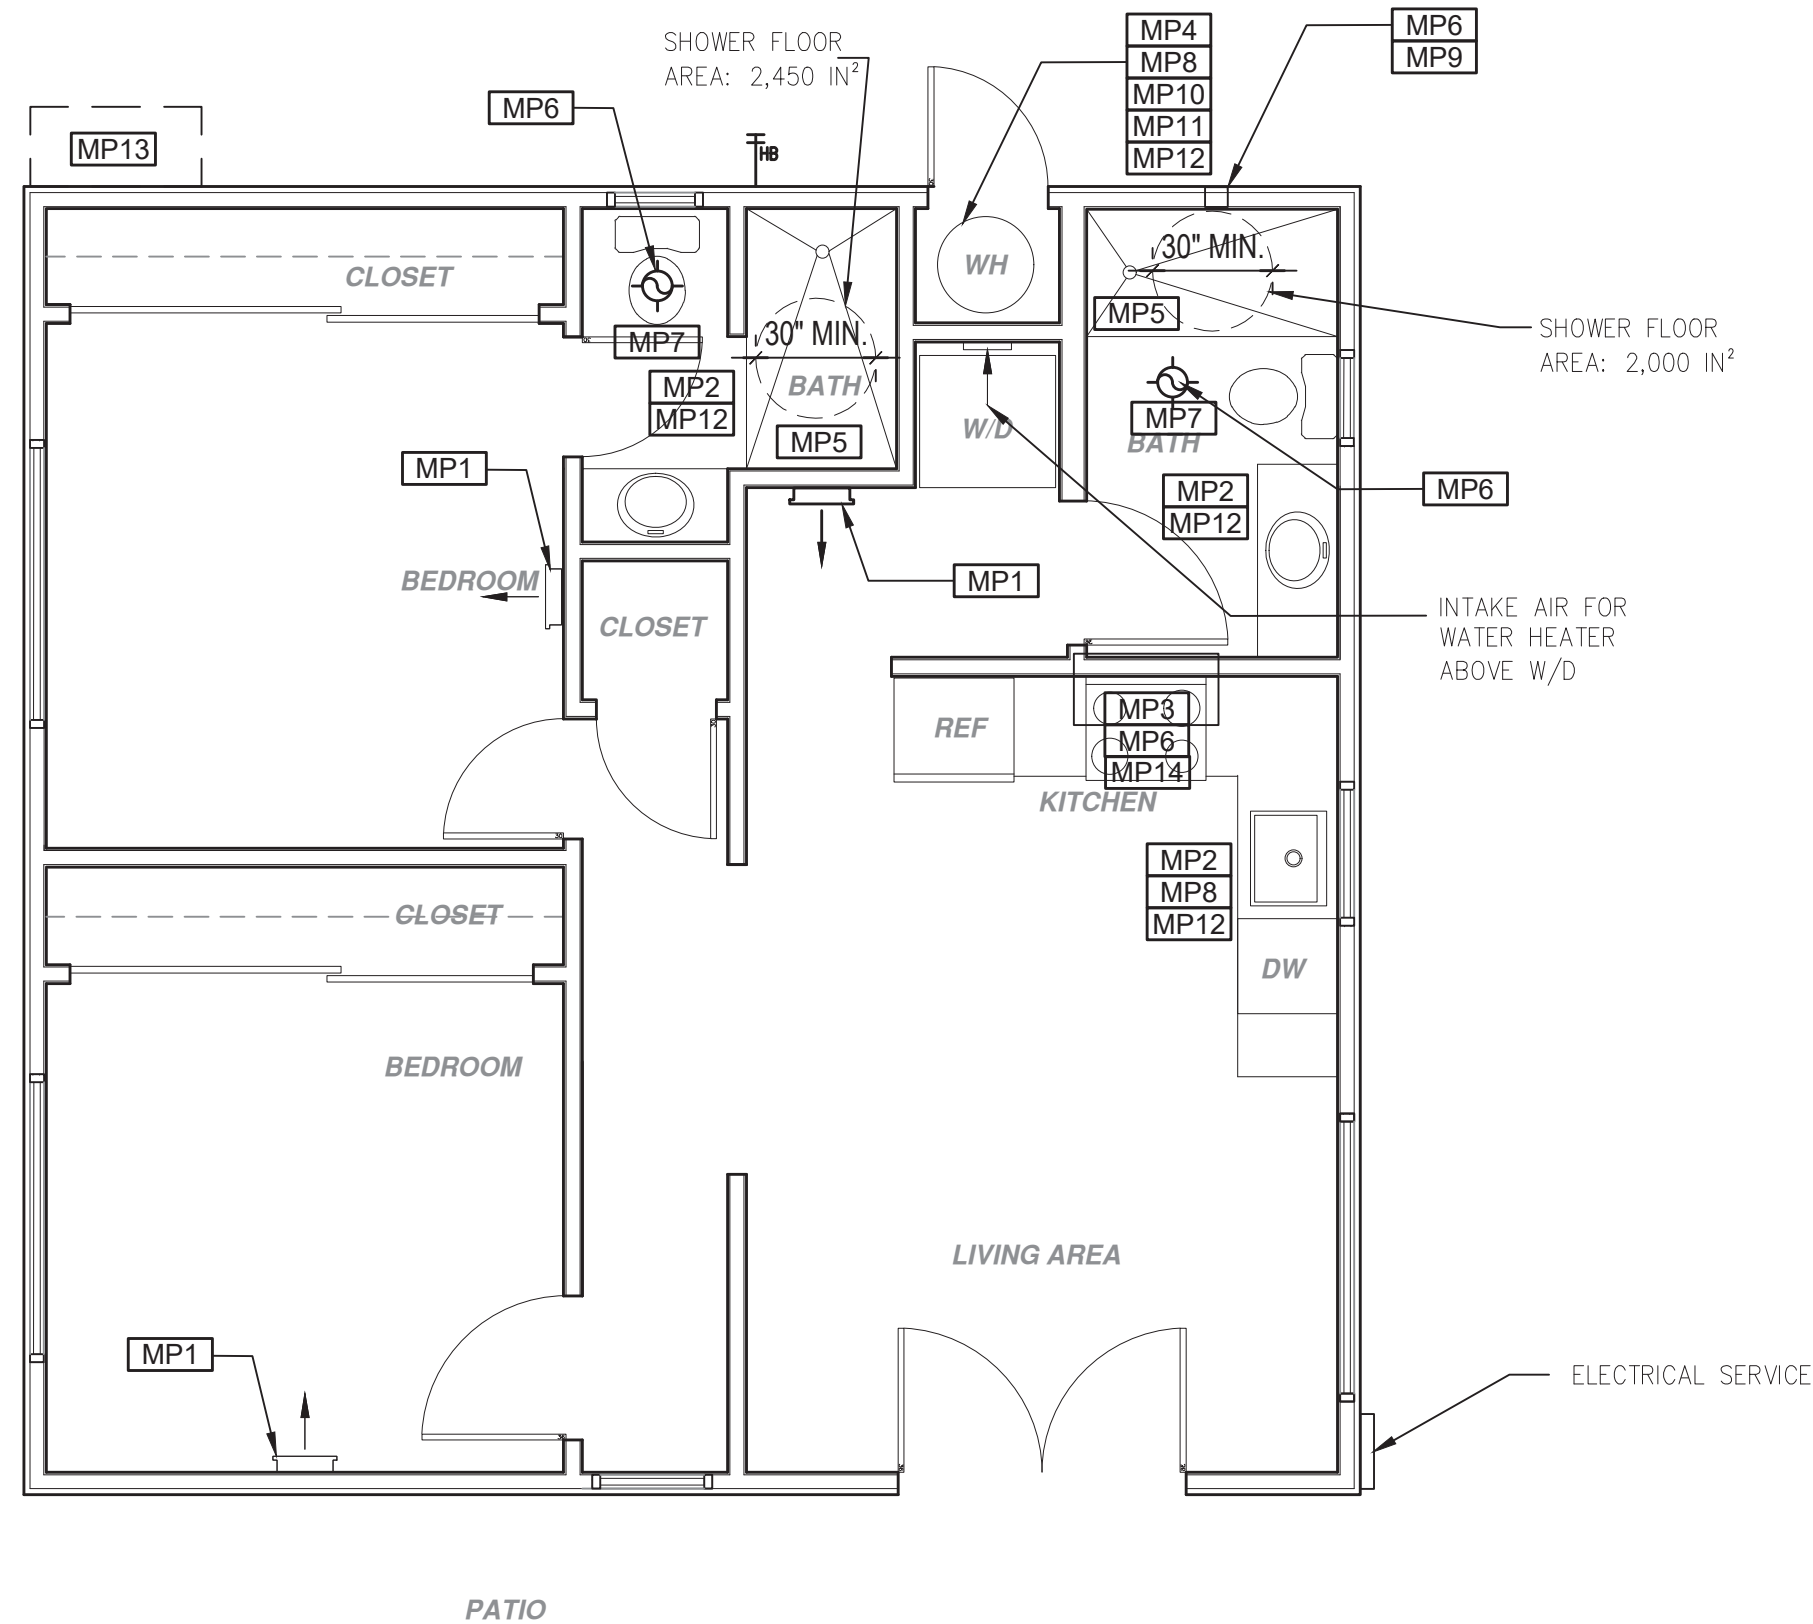 SHOWER FLOOR
AREA: 2,450 IN²
MP4
MP8
MP10
MP11
MP12
MP6
MP9
MP6
MP13
HB
CLOSET
WH
30" MIN.
MP5
SHOWER FLOOR
AREA: 2,000 IN²
MP7
30" MIN.
MP2
MP12
BATH
MP5
W/D
MP7
BATH
MP1
MP6
MP2
MP12
BEDROOM
MP1
CLOSET
INTAKE AIR FOR
WATER HEATER
ABOVE W/D
REF
MP3
MP6
MP14
KITCHEN
MP2
MP8
MP12
CLOSET
DW
BEDROOM
LIVING AREA
MP1
ELECTRICAL SERVICE
PATIO